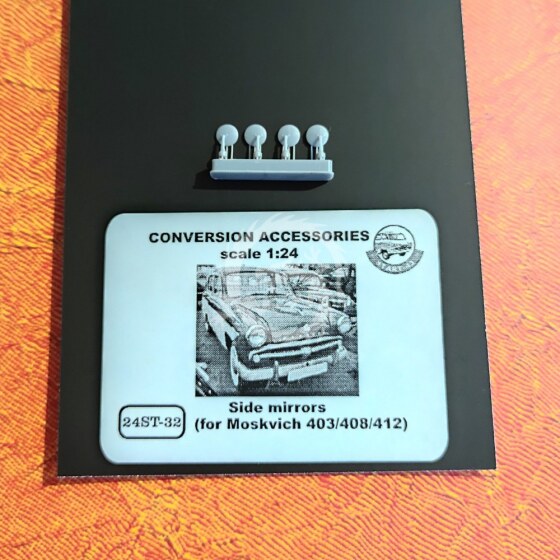 CONVERSION ACCESSORIES
scale 1:24
Side mirrors
24ST-32
(for Moskvich 403/408/412)